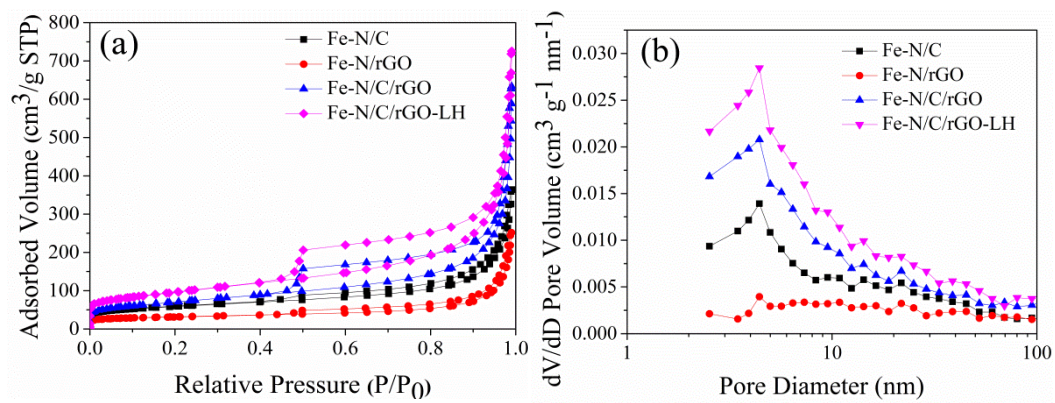 (a)
Fe-N/C
Fe-N/rGO
Fe-N/C/rGO
Fe-N/C/rGO-LH
Adsorbed Volume (cm³/g STP)
800
700
600
500
400
300
200
100
0
0.0 0.2 0.4 0.6 0.8 1.0
Relative Pressure (P/P₀)
(b)
Fe-N/C
Fe-N/rGO
Fe-N/C/rGO
Fe-N/C/rGO-LH
dV/dD Pore Volume (cm³ g⁻¹ nm⁻¹)
0.030
0.025
0.020
0.015
0.010
0.005
0.000
1 10 100
Pore Diameter (nm)